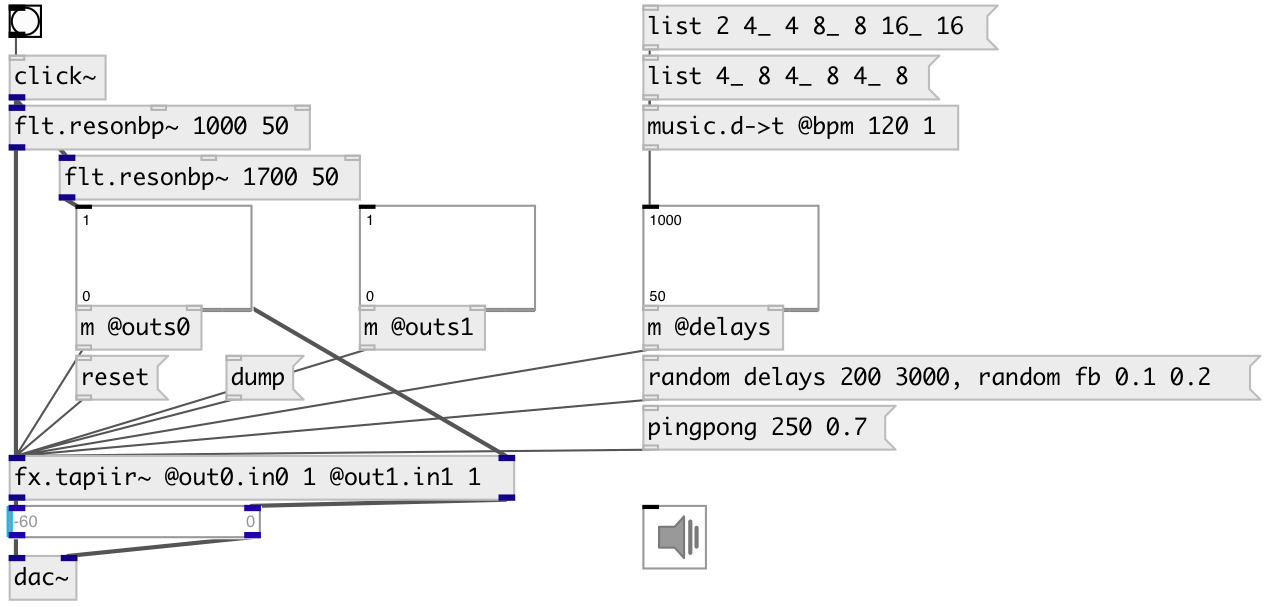 list 2 4_ 4 8_ 8 16_ 16
click~
list 4_ 8 4_ 8 4_ 8
flt.resonbp~ 1000 50
music.d->t @bpm 120 1
flt.resonbp~ 1700 50
1
1
1000
0
0
50
m @outs0
m @outs1
m @delays
reset
dump
random delays 200 3000, random fb 0.1 0.2
pingpong 250 0.7
fx.tapiir~ @out0.in0 1 @out1.in1 1
-60 0
dac~